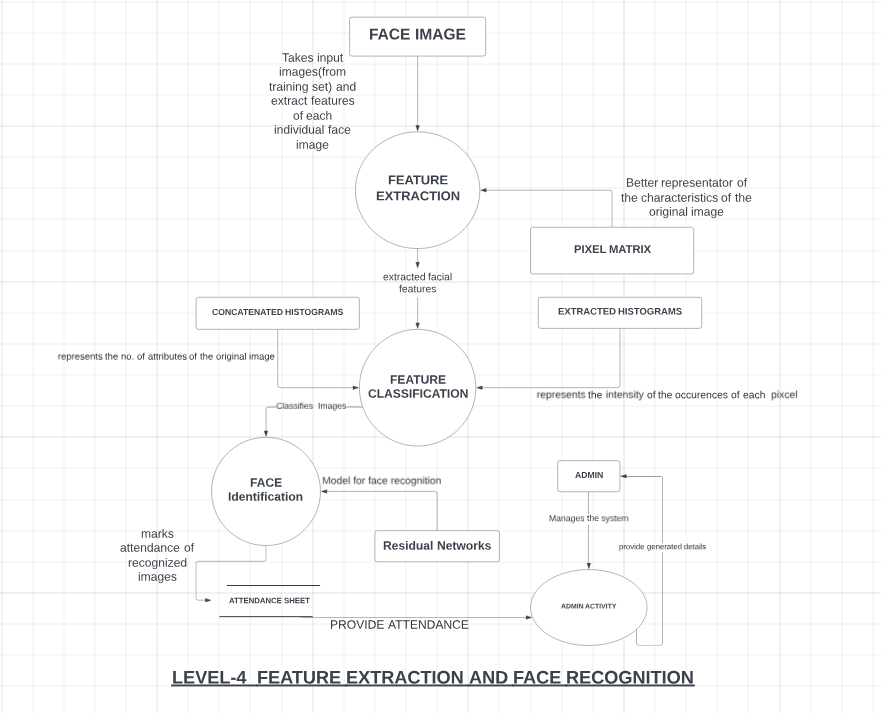 FACE IMAGE
Takes input
images(from
training set) and
extract features
of each
individual face
image
FEATURE
EXTRACTION
Better representator of
the characteristics of the
original image
PIXEL MATRIX
extracted facial
features
CONCATENATED HISTOGRAMS
EXTRACTED HISTOGRAMS
represents the no. of attributes of the original image
FEATURE
CLASSIFICATION
represents the intensity of the occurences of each pixcel
Classifies Images
FACE
Identification
Model for face recognition
ADMIN
Manages the system
marks
attendance of
recognized
images
Residual Networks
provide generated details
ATTENDANCE SHEET
ADMIN ACTIVITY
PROVIDE ATTENDANCE
LEVEL-4 FEATURE EXTRACTION AND FACE RECOGNITION